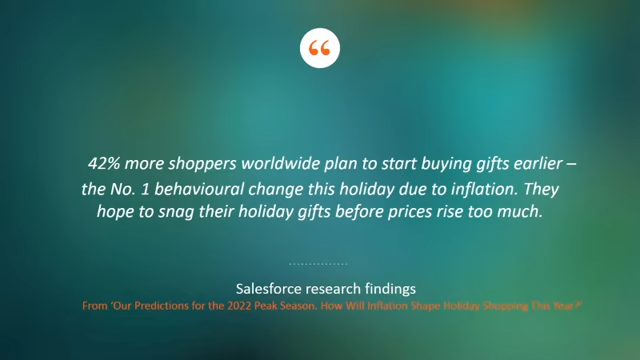 “
42% more shoppers worldwide plan to start buying gifts earlier –
the No. 1 behavioural change this holiday due to inflation. They
hope to snag their holiday gifts before prices rise too much.
Salesforce research findings
From ‘Our Predictions for the 2022 Peak Season. How Will Inflation Shape Holiday Shopping This Year?’